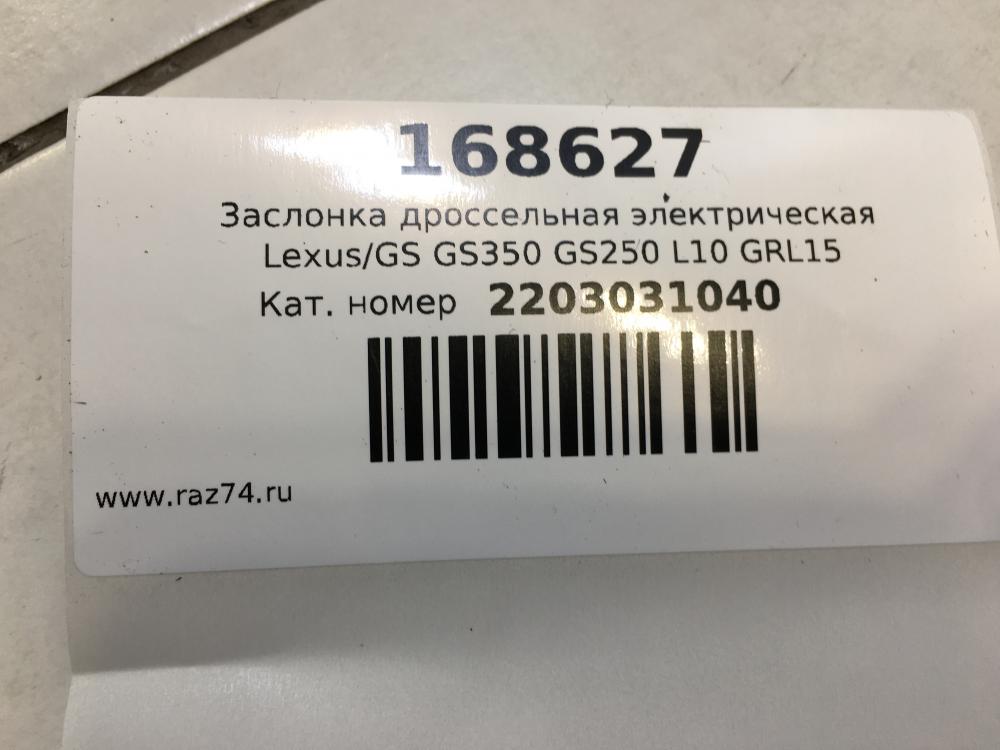 168627
Заслонка дроссельная электрическая
Lexus/GS GS350 GS250 L10 GRL15
Кат. номер 2203031040
www.raz74.ru